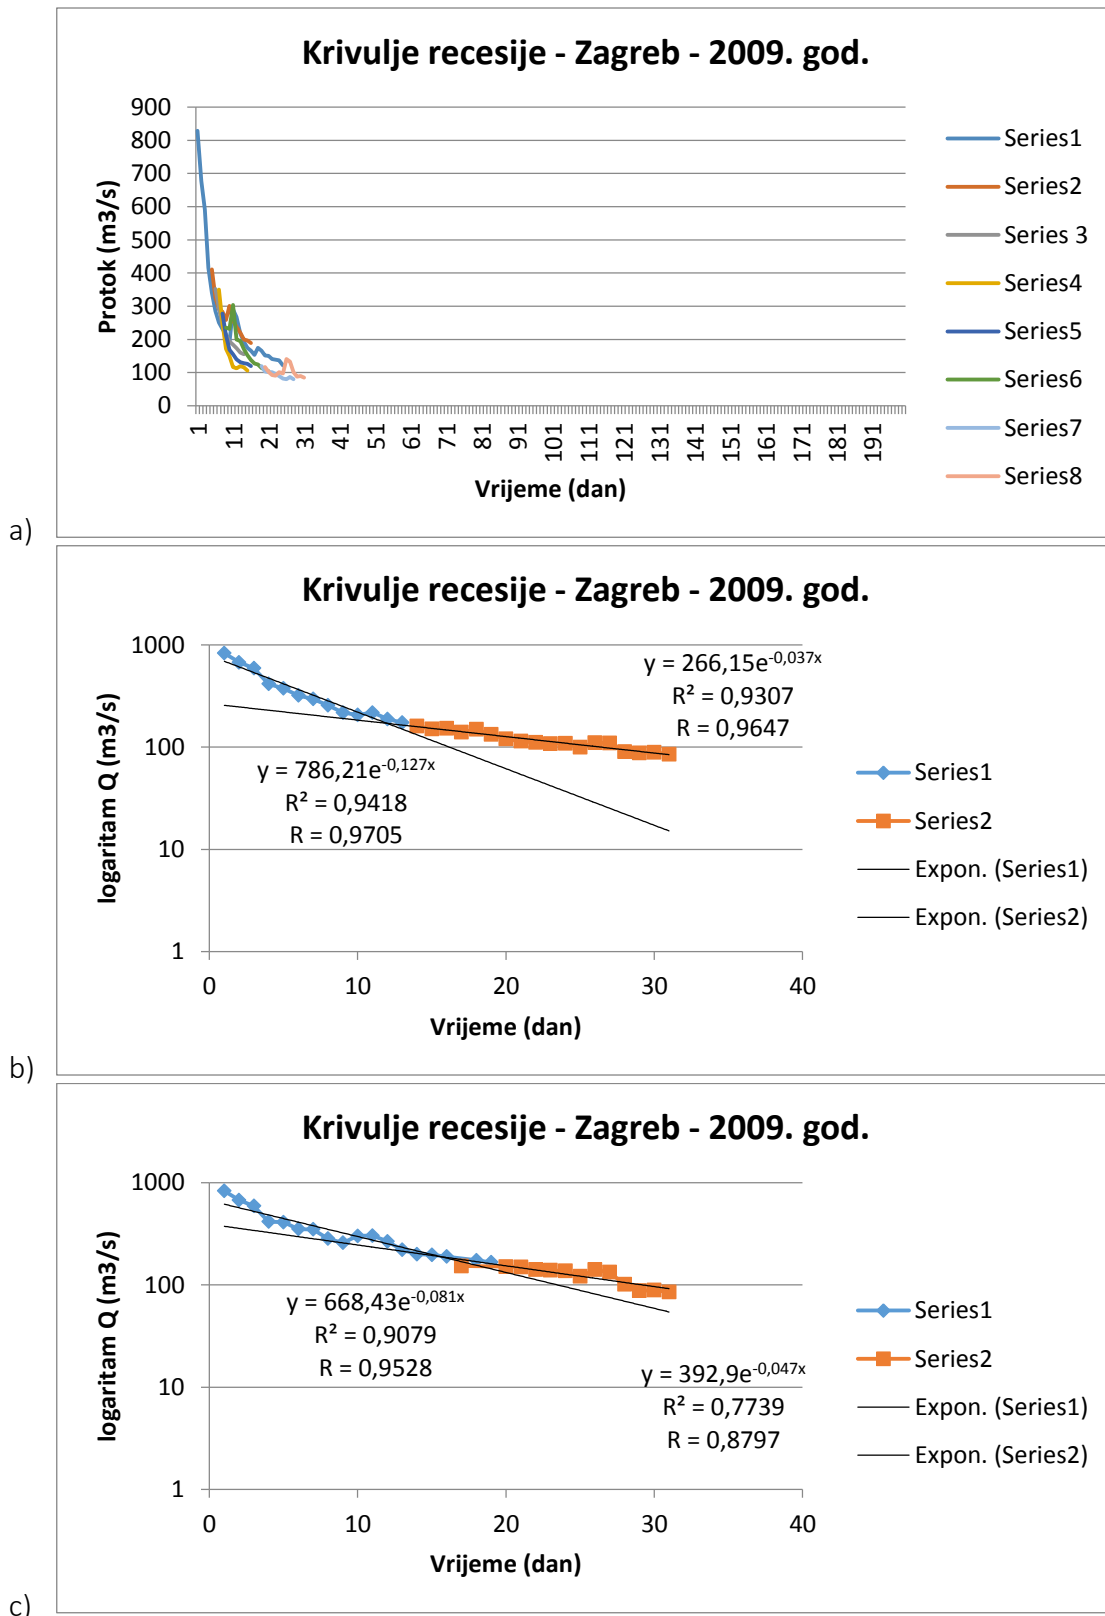 Krivulje recesije - Zagreb - 2009. god.
900
800
700
600
500
400
300
200
100
0
Protok (m3/s)
1
11
21
31
41
51
61
71
81
91
101
111
121
131
141
151
161
171
181
191
Vrijeme (dan)
Series1
Series2
Series 3
Series4
Series5
Series6
Series7
Series8
a)
Krivulje recesije - Zagreb - 2009. god.
1000
100
10
1
logaritam Q (m3/s)
y = 266,15e^-0,037x
R² = 0,9307
R = 0,9647
y = 786,21e^-0,127x
R² = 0,9418
R = 0,9705
0
10
20
30
40
Vrijeme (dan)
Series1
Series2
Expon. (Series1)
Expon. (Series2)
b)
Krivulje recesije - Zagreb - 2009. god.
1000
100
10
1
logaritam Q (m3/s)
y = 668,43e^-0,081x
R² = 0,9079
R = 0,9528
y = 392,9e^-0,047x
R² = 0,7739
R = 0,8797
0
10
20
30
40
Vrijeme (dan)
Series1
Series2
Expon. (Series1)
Expon. (Series2)
c)